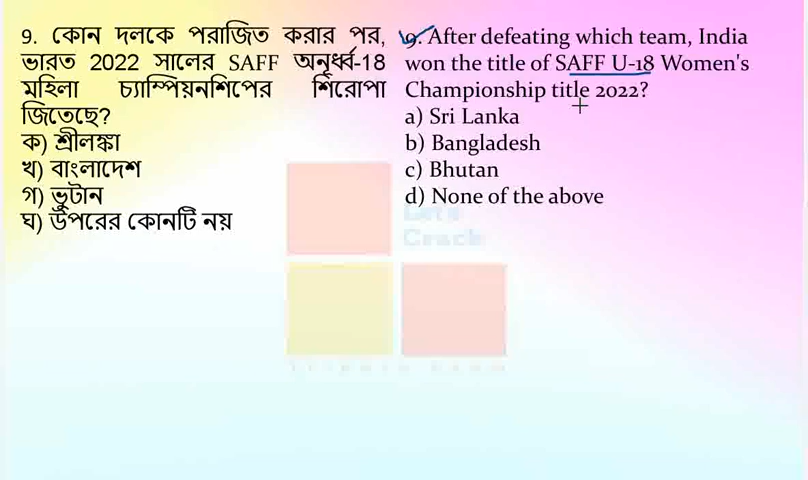 9. কোন দলকে পরাজিত করার পর,
ভারত 2022 সালের SAFF অনূর্ধ্ব-18
মহিলা চ্যাম্পিয়নশিপের শিরোপা
জিতেছে?
ক) শ্রীলঙ্কা
খ) বাংলাদেশ
গ) ভুটান
ঘ) উপরের কোনটি নয়
9. After defeating which team, India
won the title of SAFF U-18 Women's
Championship title 2022?
a) Sri Lanka
b) Bangladesh
c) Bhutan
d) None of the above
Let's
Crack